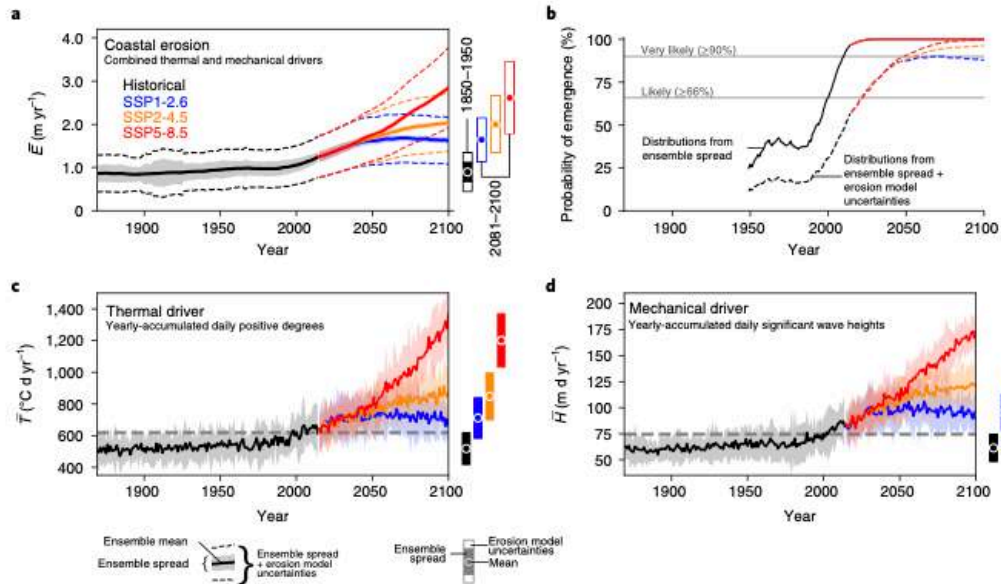 a
Coastal erosion
Combined thermal and mechanical drivers
Historical
SSP1-2.6
SSP2-4.5
SSP5-8.5
4.0
3.0
2.0
1.0
0
E̅ (m yr⁻¹)
1900 1950 2000 2050 2100
Year
1850–1950
2081–2100
b
100
75
50
25
0
Probability of emergence (%)
Very likely (≥90%)
Likely (≥66%)
Distributions from
ensemble spread
Distributions from
ensemble spread +
erosion model
uncertainties
1900 1950 2000 2050 2100
Year
c
Thermal driver
Yearly-accumulated daily positive degrees
1,400
1,200
1,000
800
600
400
T̅ (°C d yr⁻¹)
1900 1950 2000 2050 2100
Year
d
Mechanical driver
Yearly-accumulated daily significant wave heights
200
175
150
125
100
75
50
H̅ (m d yr⁻¹)
1900 1950 2000 2050 2100
Year
Ensemble mean
Ensemble spread
Ensemble spread
+ erosion model
uncertainties
Ensemble
spread
Erosion model
uncertainties
Mean